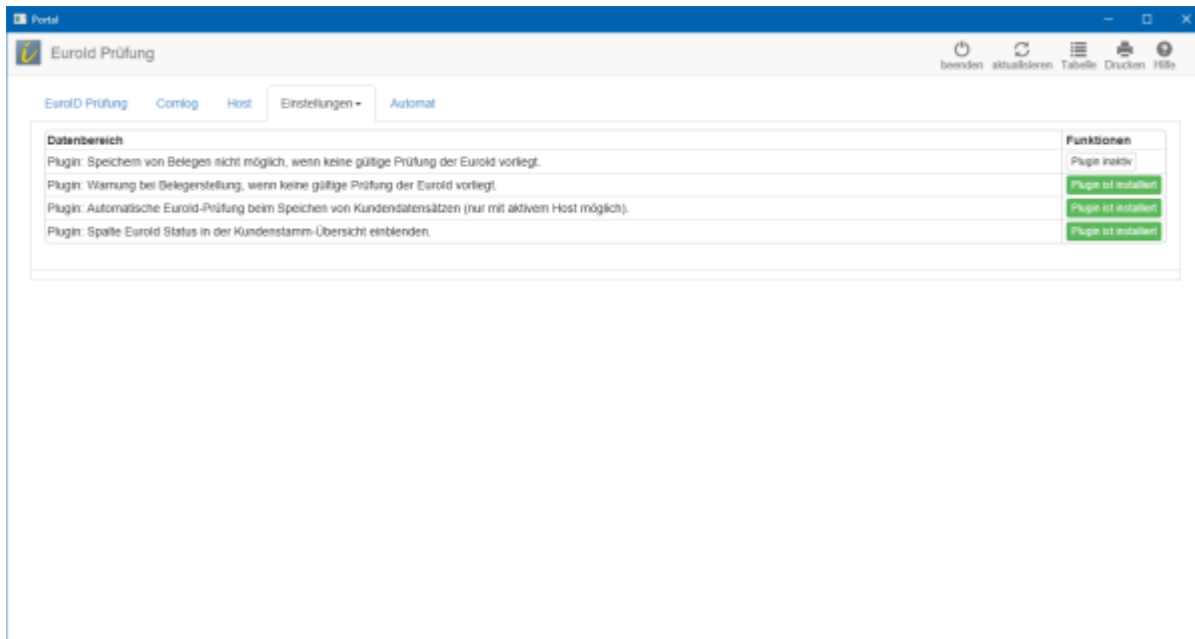 Portal
EuroId Prüfung
beenden aktualisieren Tabelle Drucken Hilfe
EuroID Prüfung Comlog Host Einstellungen Automat
Datenbereich Funktionen
Plugin: Speichern von Belegen nicht möglich, wenn keine gültige Prüfung der EuroId vorliegt. Plugin inaktiv
Plugin: Warnung bei Belegerstellung, wenn keine gültige Prüfung der EuroId vorliegt. Plugin ist installiert
Plugin: Automatische EuroId-Prüfung beim Speichen von Kundendatensätzen (nur mit aktivem Host möglich). Plugin ist installiert
Plugin: Spalte EuroId Status in der Kundenstamm-Übersicht einblenden. Plugin ist installiert